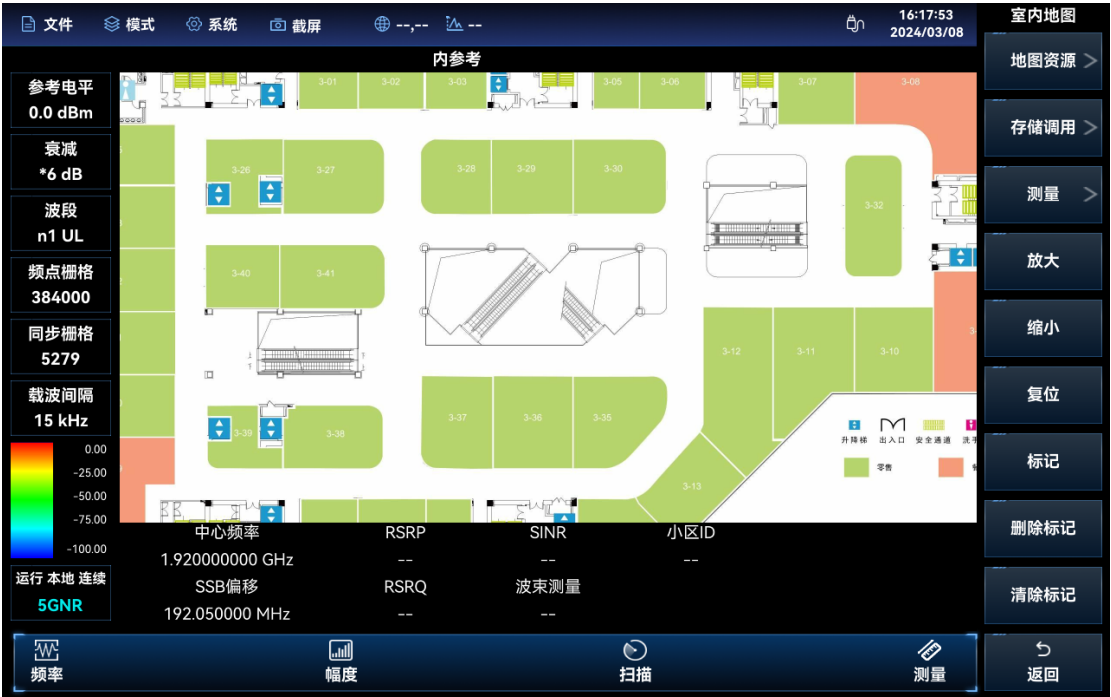 文件 模式 系统 截屏 --,-- --
16:17:53
2024/03/08
室内地图
内参考
参考电平
0.0 dBm
衰减
*6 dB
波段
n1 UL
频点栅格
384000
同步栅格
5279
载波间隔
15 kHz
0.00
-25.00
-50.00
-75.00
-100.00
运行 本地 连续
5GNR
3-01 3-02 3-03 3-05 3-06 3-07 3-08
3-26 3-27 3-28 3-29 3-30
3-32
3-40 3-41
3-12 3-11 3-10
3-39 3-38 3-37 3-36 3-35
3-13
升降梯 出入口 安全通道 洗手
零售
中心频率 RSRP SINR 小区ID
1.920000000 GHz -- -- --
SSB偏移 RSRQ 波束测量
192.050000 MHz -- --
地图资源 >
存储调用 >
测量 >
放大
缩小
复位
标记
删除标记
清除标记
返回
频率 幅度 扫描 测量